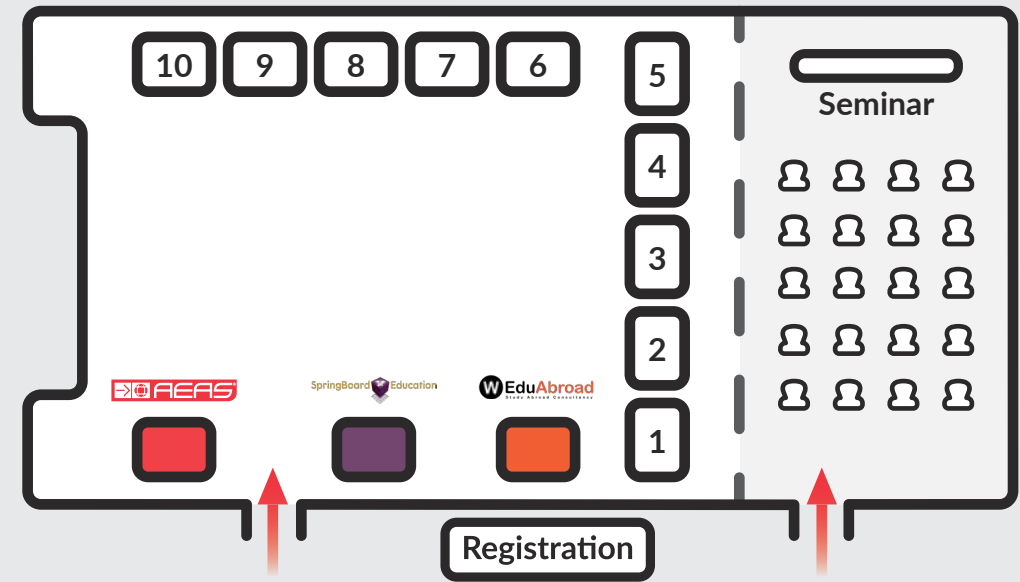 10 9 8 7 6
5
Seminar
4
3
2
AEAS
SpringBoard Education
W EduAbroad
Study Abroad Consultancy
1
Registration